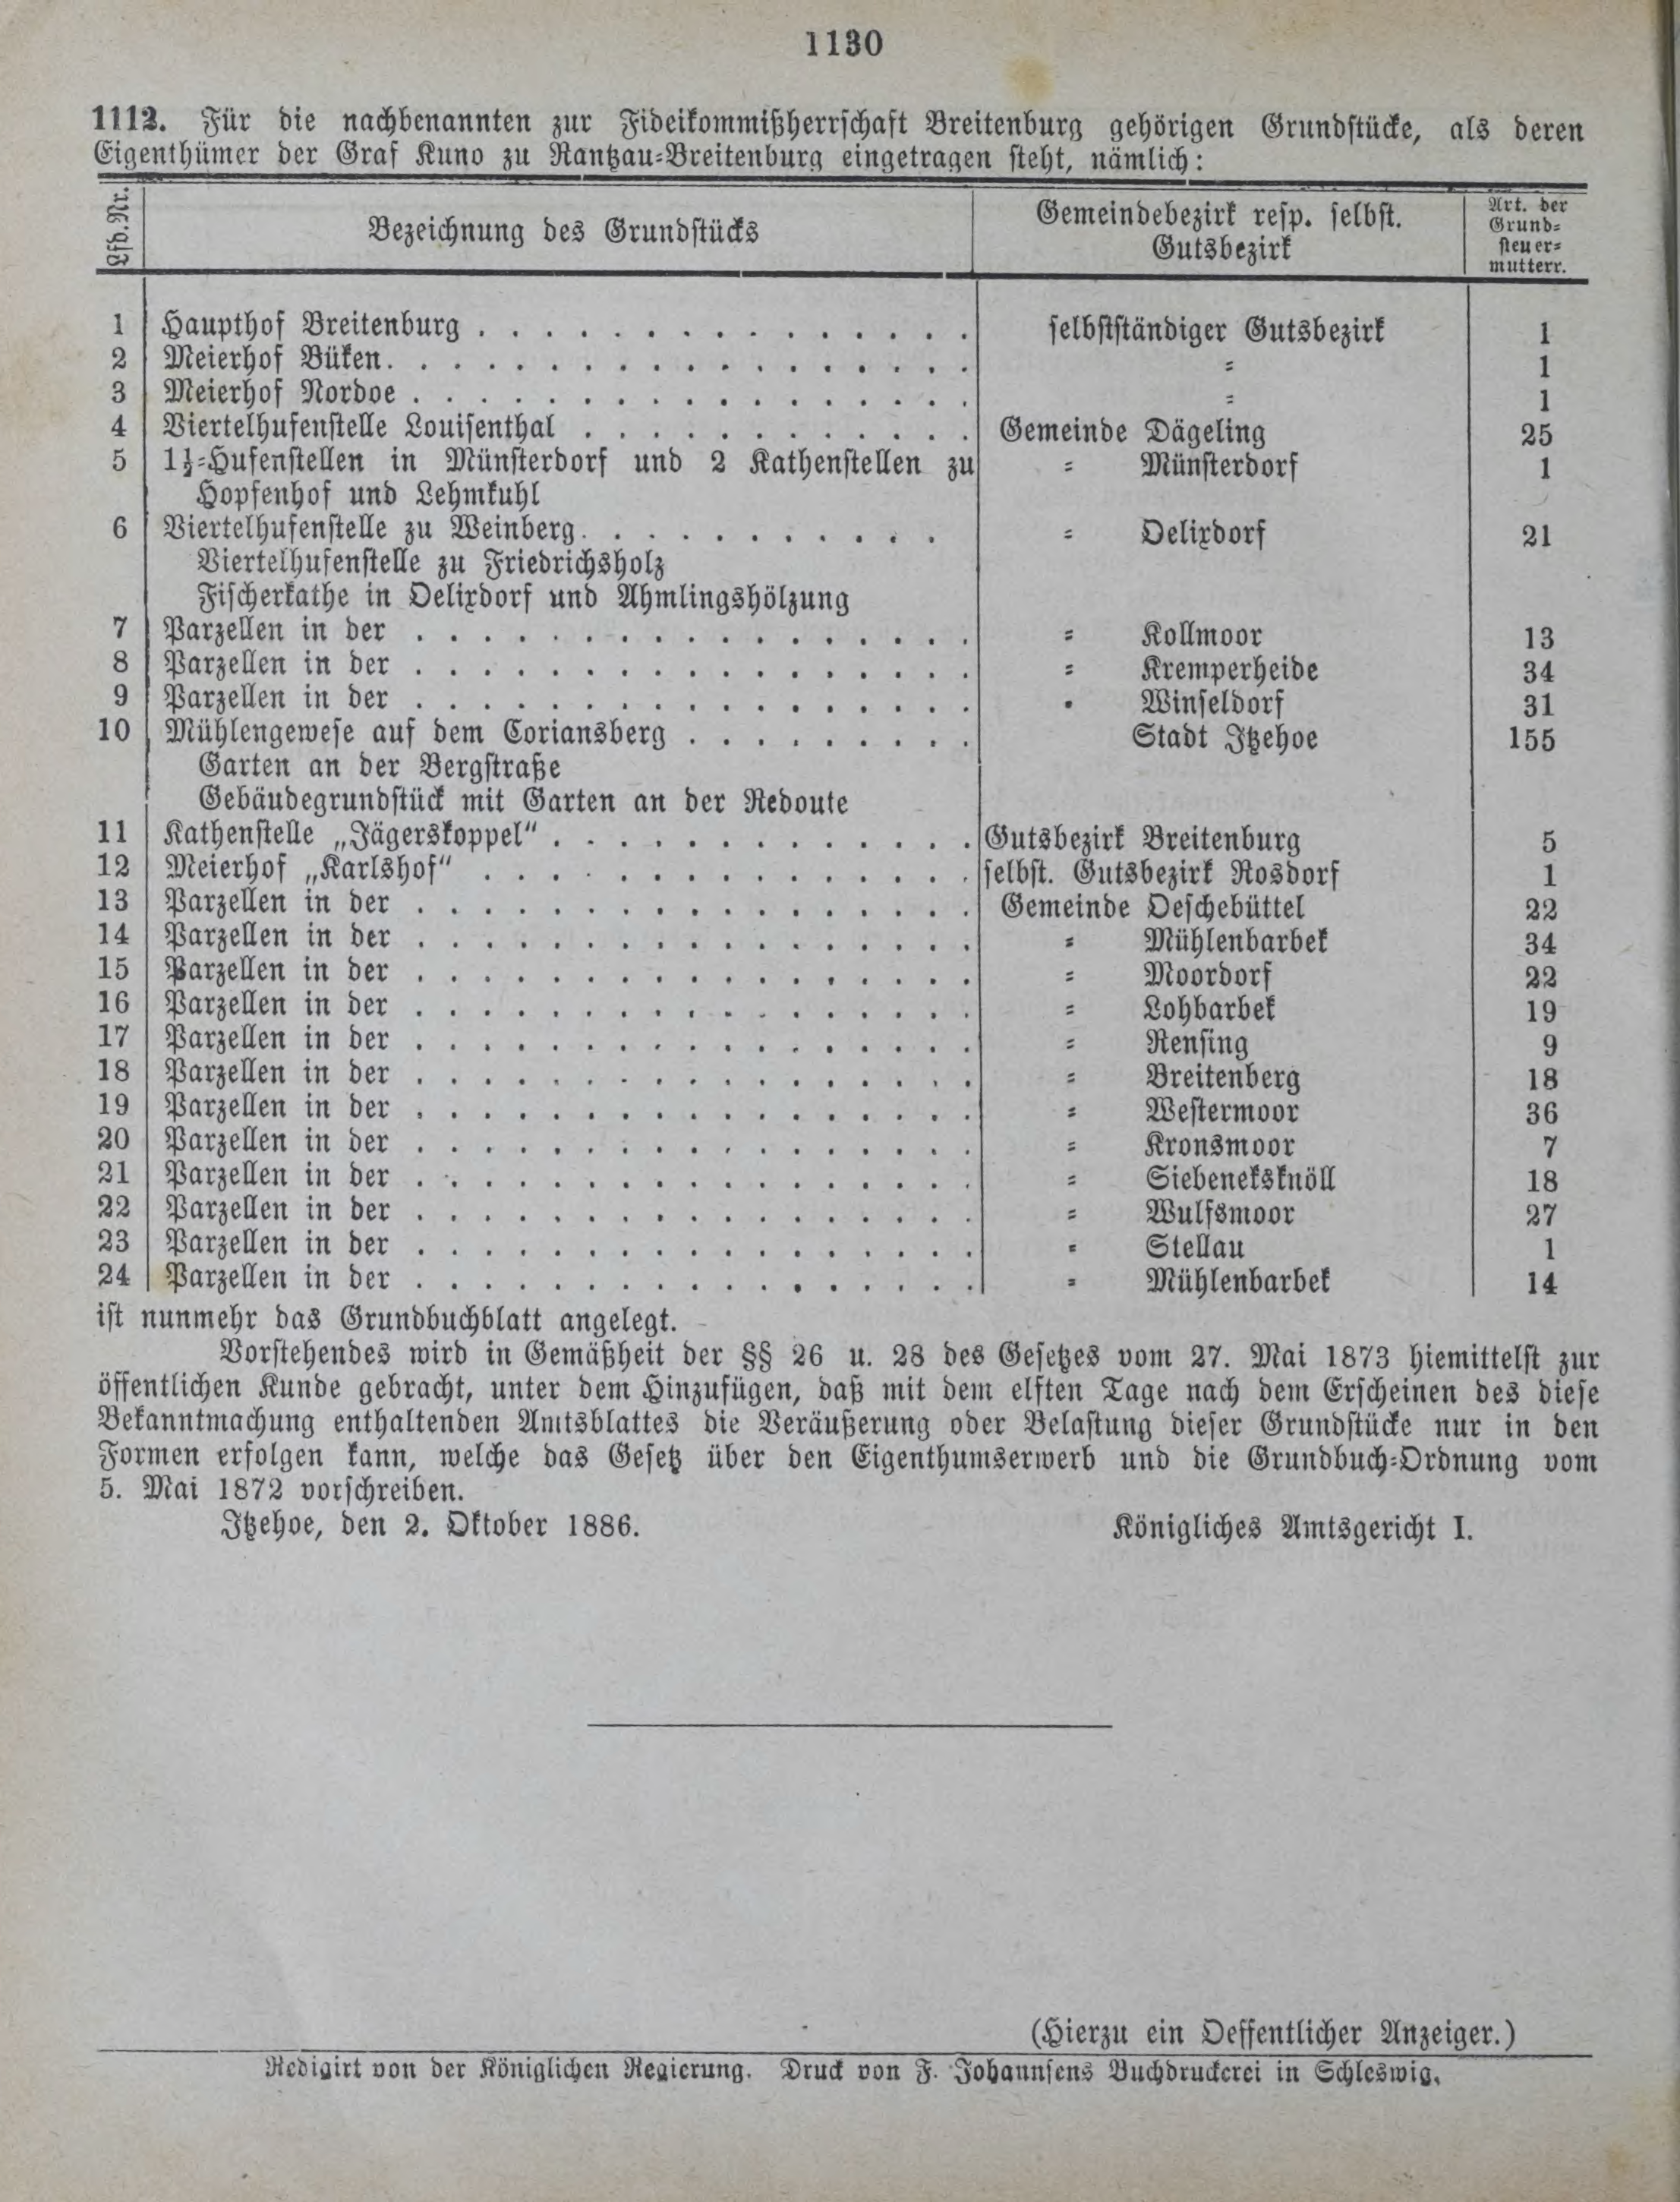 1130
1112. Für die nachbenannten zur Fideikommißherrschaft Breitenburg gehörigen Grundstücke, als deren
Eigenthümer der Graf Kuno zu Rantzau-Breitenburg eingetragen steht, nämlich:
Lfd. Nr. Bezeichnung des Grundstücks Gemeindebezirk resp. selbst. Gutsbezirk Art. der Grund-steuer-mutterr.
1 Haupthof Breitenburg . . . . . . . . . . . . . . . selbstständiger Gutsbezirk 1
2 Meierhof Büken. . . . . . . . . . . . . . . . . . = 1
3 Meierhof Nordoe . . . . . . . . . . . . . . . . . = 1
4 Viertelhufenstelle Louisenthal . . . . . . . . . . . . Gemeinde Dägeling 25
5 1½-Hufenstellen in Münsterdorf und 2 Kathenstellen zu = Münsterdorf 1
Hopfenhof und Lehmkuhl
6 Viertelhufenstelle zu Weinberg. . . . . . . . . . . . = Oelixdorf 21
Viertelhufenstelle zu Friedrichsholz
Fischerkathe in Oelixdorf und Ahmlingshölzung
7 Parzellen in der . . . . . . . . . . . . . . . . . = Kollmoor 13
8 Parzellen in der . . . . . . . . . . . . . . . . . = Kremperheide 34
9 Parzellen in der . . . . . . . . . . . . . . . . . = Winseldorf 31
10 Mühlengewese auf dem Coriansberg . . . . . . . . . Stadt Itzehoe 155
Garten an der Bergstraße
Gebäudegrundstück mit Garten an der Redoute
11 Kathenstelle „Jägerskoppel“ . . . . . . . . . . . . . Gutsbezirk Breitenburg 5
12 Meierhof „Karlshof“ . . . . . . . . . . . . . . . selbst. Gutsbezirk Rosdorf 1
13 Parzellen in der . . . . . . . . . . . . . . . . . Gemeinde Oeschebüttel 22
14 Parzellen in der . . . . . . . . . . . . . . . . . = Mühlenbarbek 34
15 Parzellen in der . . . . . . . . . . . . . . . . . = Moordorf 22
16 Parzellen in der . . . . . . . . . . . . . . . . . = Lohbarbek 19
17 Parzellen in der . . . . . . . . . . . . . . . . . = Rensing 9
18 Parzellen in der . . . . . . . . . . . . . . . . . = Breitenberg 18
19 Parzellen in der . . . . . . . . . . . . . . . . . = Westermoor 36
20 Parzellen in der . . . . . . . . . . . . . . . . . = Kronsmoor 7
21 Parzellen in der . . . . . . . . . . . . . . . . . = Siebeneksknöll 18
22 Parzellen in der . . . . . . . . . . . . . . . . . = Wulfsmoor 27
23 Parzellen in der . . . . . . . . . . . . . . . . . = Stellau 1
24 Parzellen in der . . . . . . . . . . . . . . . . . = Mühlenbarbek 14
ist nunmehr das Grundbuchblatt angelegt.
Vorstehendes wird in Gemäßheit der §§ 26 u. 28 des Gesetzes vom 27. Mai 1873 hiemittelst zur
öffentlichen Kunde gebracht, unter dem Hinzufügen, daß mit dem elften Tage nach dem Erscheinen des diese
Bekanntmachung enthaltenden Amtsblattes die Veräußerung oder Belastung dieser Grundstücke nur in den
Formen erfolgen kann, welche das Gesetz über den Eigenthumserwerb und die Grundbuch-Ordnung vom
5. Mai 1872 vorschreiben.
Itzehoe, den 2. Oktober 1886. Königliches Amtsgericht I.
(Hierzu ein Oeffentlicher Anzeiger.)
Redigirt von der Königlichen Regierung. Druck von F. Johannsens Buchdruckerei in Schleswig.